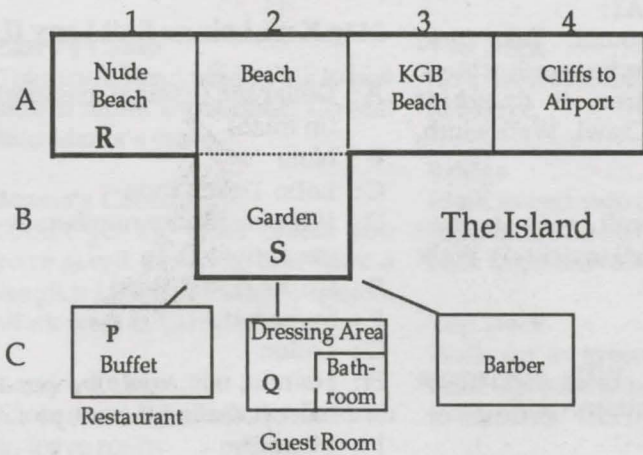 1 2 3 4
A
Nude
Beach
R
Beach
KGB
Beach
Cliffs to
Airport
B
Garden
S
The Island
C
P
Buffet
Restaurant
Dressing Area
Q
Bath-
room
Guest Room
Barber